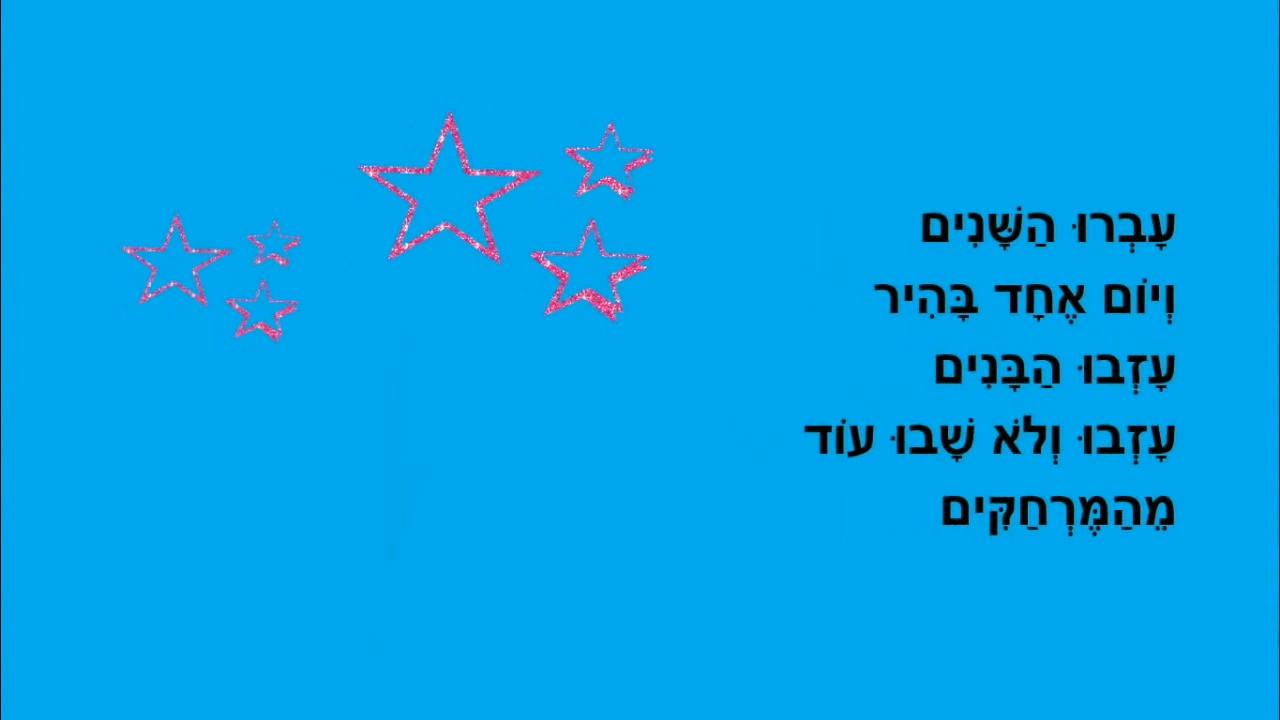 עָבְרוּ הַשָּׁנִים
וְיוֹם אֶחָד בָּהִיר
עָזְבוּ הַבָּנִים
עָזְבוּ וְלֹא שָׁבוּ עוֹד
מֵהַמֶּרְחַקִּים